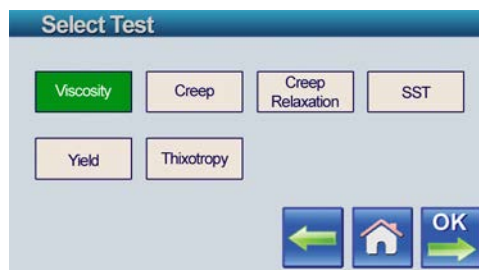 Select Test
Viscosity
Creep
Creep
Relaxation
SST
Yield
Thixotropy
OK